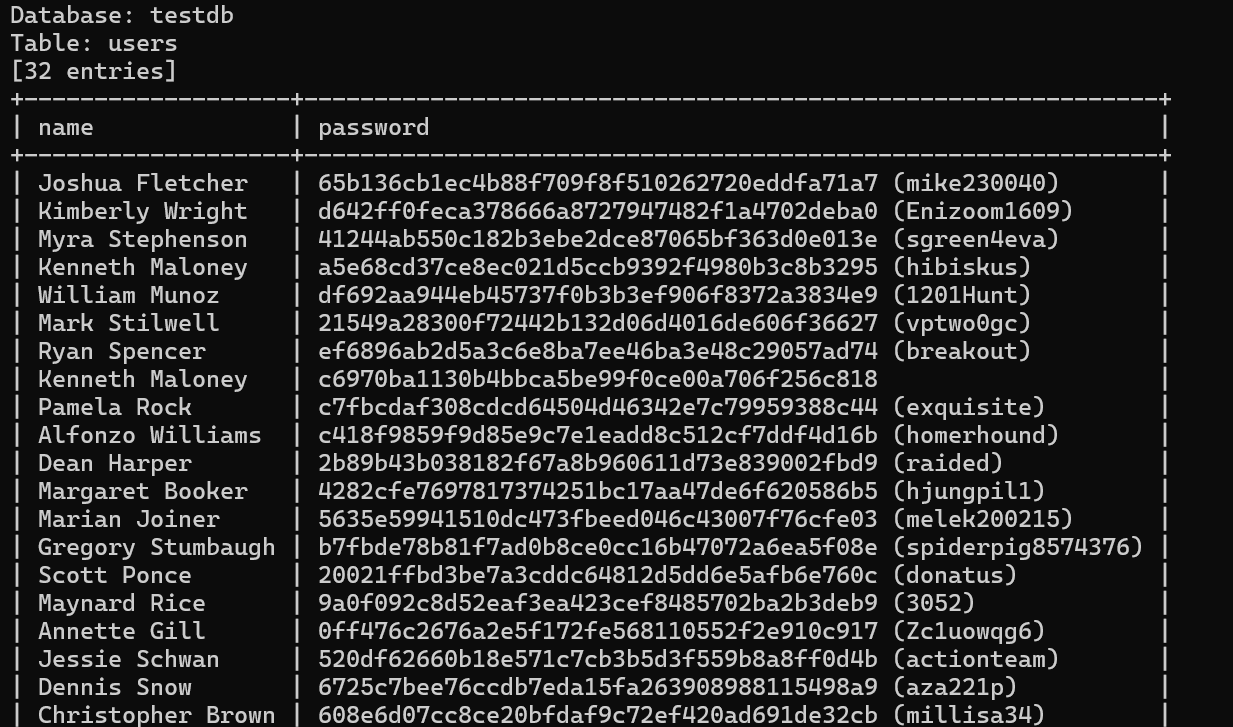 Database: testdb
Table: users
[32 entries]
| name | password |
| Joshua Fletcher | 65b136cb1ec4b88f709f8f510262720eddfa71a7 (mike230040) |
| Kimberly Wright | d642ff0feca378666a8727947482f1a4702deba0 (Enizoom1609) |
| Myra Stephenson | 41244ab550c182b3ebe2dce87065bf363d0e013e (sgreen4eva) |
| Kenneth Maloney | a5e68cd37ce8ec021d5ccb9392f4980b3c8b3295 (hibiskus) |
| William Munoz | df692aa944eb45737f0b3b3ef906f8372a3834e9 (1201Hunt) |
| Mark Stilwell | 21549a28300f72442b132d06d4016de606f36627 (vptwo0gc) |
| Ryan Spencer | ef6896ab2d5a3c6e8ba7ee46ba3e48c29057ad74 (breakout) |
| Kenneth Maloney | c6970ba1130b4bbca5be99f0ce00a706f256c818 |
| Pamela Rock | c7fbcdaf308cdcd64504d46342e7c79959388c44 (exquisite) |
| Alfonzo Williams | c418f9859f9d85e9c7e1eadd8c512cf7ddf4d16b (homerhound) |
| Dean Harper | 2b89b43b038182f67a8b960611d73e839002fbd9 (raided) |
| Margaret Booker | 4282cfe7697817374251bc17aa47de6f620586b5 (hjungpil1) |
| Marian Joiner | 5635e59941510dc473fbeed046c43007f76cfe03 (melek200215) |
| Gregory Stumbaugh | b7fbde78b81f7ad0b8ce0cc16b47072a6ea5f08e (spiderpig8574376) |
| Scott Ponce | 20021ffbd3be7a3cddc64812d5dd6e5afb6e760c (donatus) |
| Maynard Rice | 9a0f092c8d52eaf3ea423cef8485702ba2b3deb9 (3052) |
| Annette Gill | 0ff476c2676a2e5f172fe568110552f2e910c917 (Zc1uowqg6) |
| Jessie Schwan | 520df62660b18e571c7cb3b5d3f559b8a8ff0d4b (actionteam) |
| Dennis Snow | 6725c7bee76ccdb7eda15fa263908988115498a9 (aza221p) |
| Christopher Brown | 608e6d07cc8ce20bfdaf9c72ef420ad691de32cb (millisa34) |